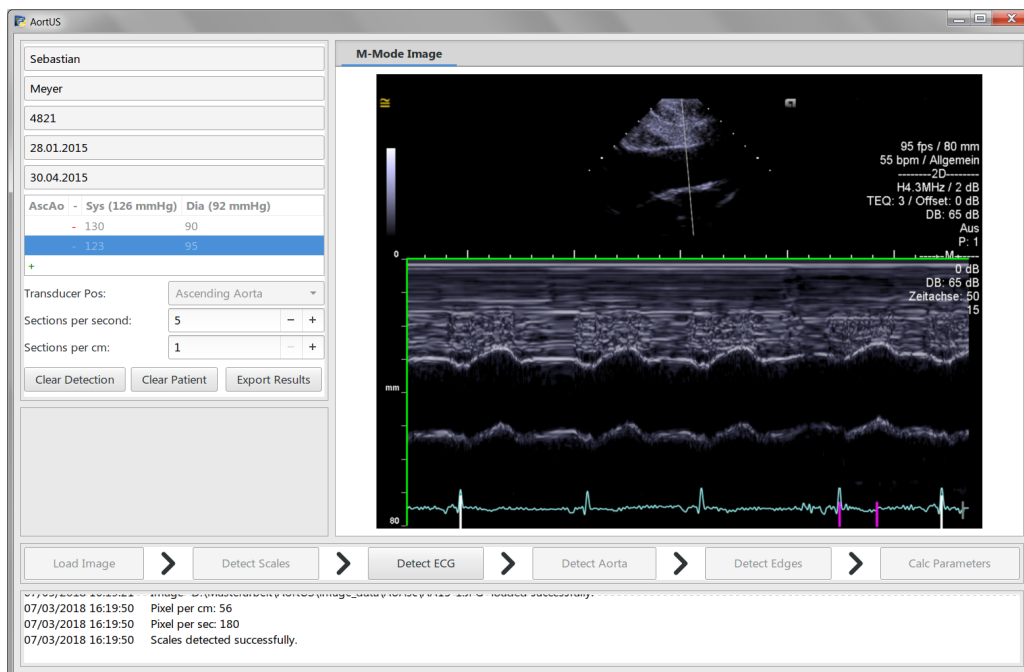 AortUS
Sebastian
Meyer
4821
28.01.2015
30.04.2015
AscAo - Sys (126 mmHg) Dia (92 mmHg)
- 130 90
- 123 95
+
Transducer Pos: Ascending Aorta
Sections per second: 5 − +
Sections per cm: 1 − +
Clear Detection Clear Patient Export Results
M-Mode Image
95 fps / 80 mm
55 bpm / Allgemein
--------2D--------
H4.3MHz / 2 dB
TEQ: 3 / Offset: 0 dB
DB: 65 dB
Aus
P: 1
0 dB
DB: 65 dB
Zeitachse: 50
15
0
mm
80
Load Image Detect Scales Detect ECG Detect Aorta Detect Edges Calc Parameters
07/03/2018 16:19:50 Pixel per cm: 56
07/03/2018 16:19:50 Pixel per sec: 180
07/03/2018 16:19:50 Scales detected successfully.